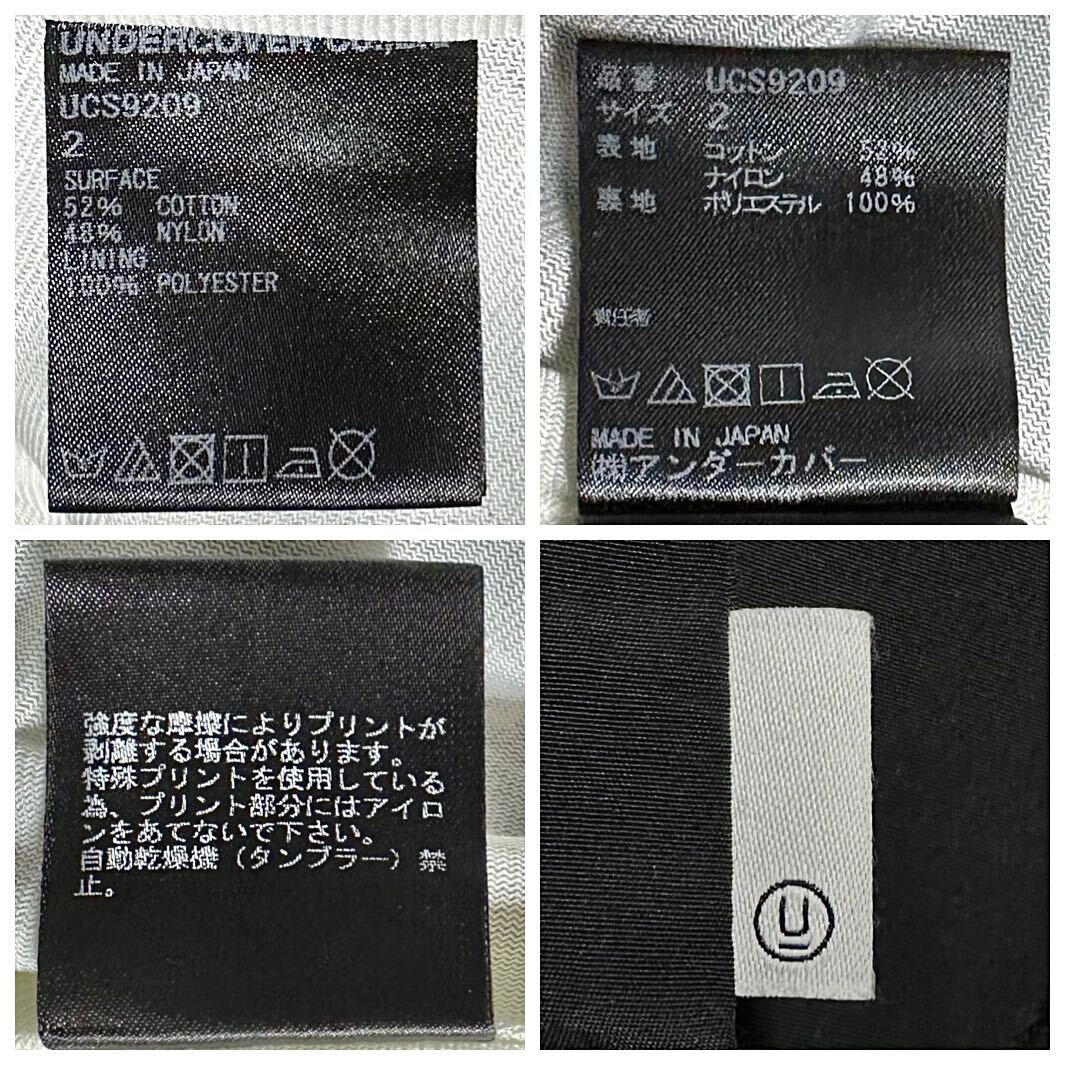 UNDERCOVER CO.,LTD
MADE IN JAPAN
UCS9209
2
SURFACE
52% COTTON
48% NYLON
LINING
100% POLYESTER
品番 UCS9209
サイズ 2
表地 コットン 52%
ナイロン 48%
裏地 ポリエステル 100%
責任者
MADE IN JAPAN
㈱アンダーカバー
強度な摩擦によりプリントが
剥離する場合があります。
特殊プリントを使用している
為、プリント部分にはアイロ
ンをあてないで下さい。
自動乾燥機（タンブラー）禁
止。
U